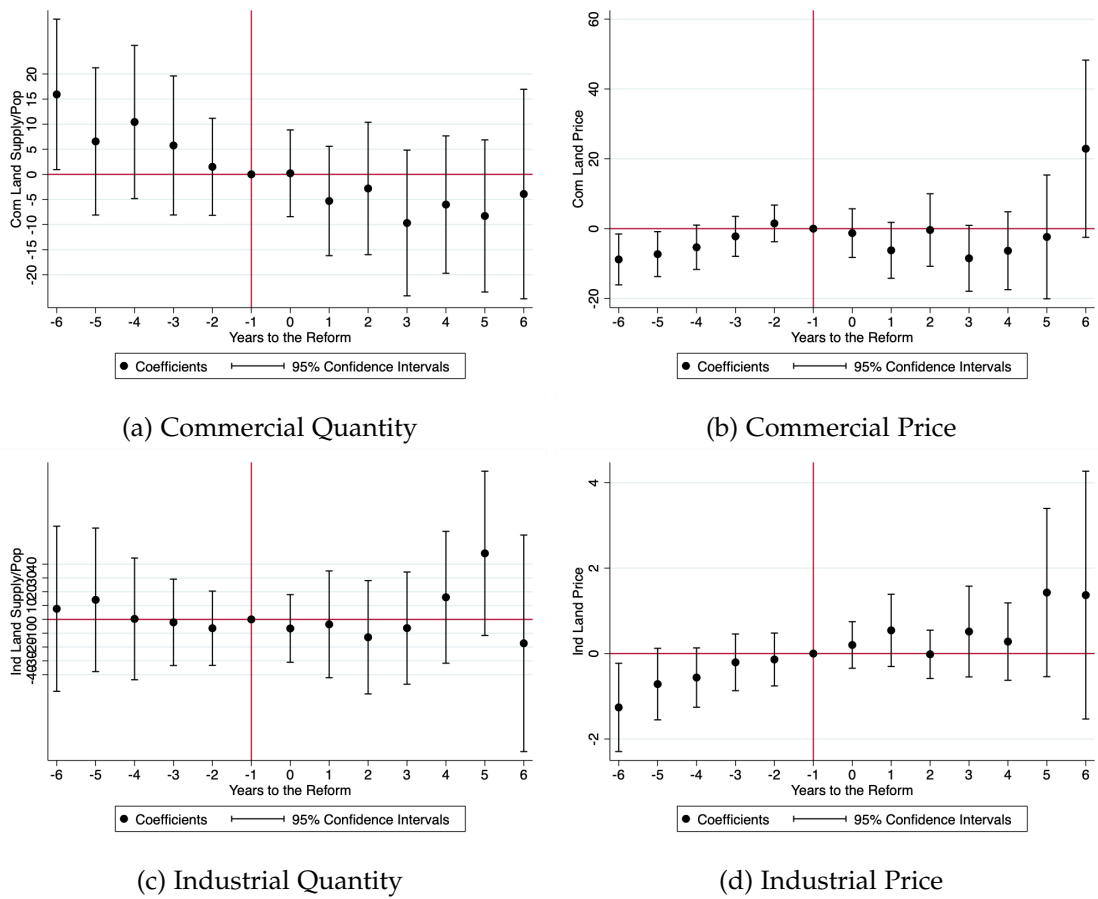 Com Land Supply/Pop
20
15
10
5
0
-5
-10
-15
-20
-6 -5 -4 -3 -2 -1 0 1 2 3 4 5 6
Years to the Reform
Coefficients 95% Confidence Intervals
(a) Commercial Quantity
Com Land Price
60
40
20
0
-20
-6 -5 -4 -3 -2 -1 0 1 2 3 4 5 6
Years to the Reform
Coefficients 95% Confidence Intervals
(b) Commercial Price
Ind Land Supply/Pop
-40-30-20-10 0 10203040
-6 -5 -4 -3 -2 -1 0 1 2 3 4 5 6
Years to the Reform
Coefficients 95% Confidence Intervals
(c) Industrial Quantity
Ind Land Price
4
2
0
-2
-6 -5 -4 -3 -2 -1 0 1 2 3 4 5 6
Years to the Reform
Coefficients 95% Confidence Intervals
(d) Industrial Price